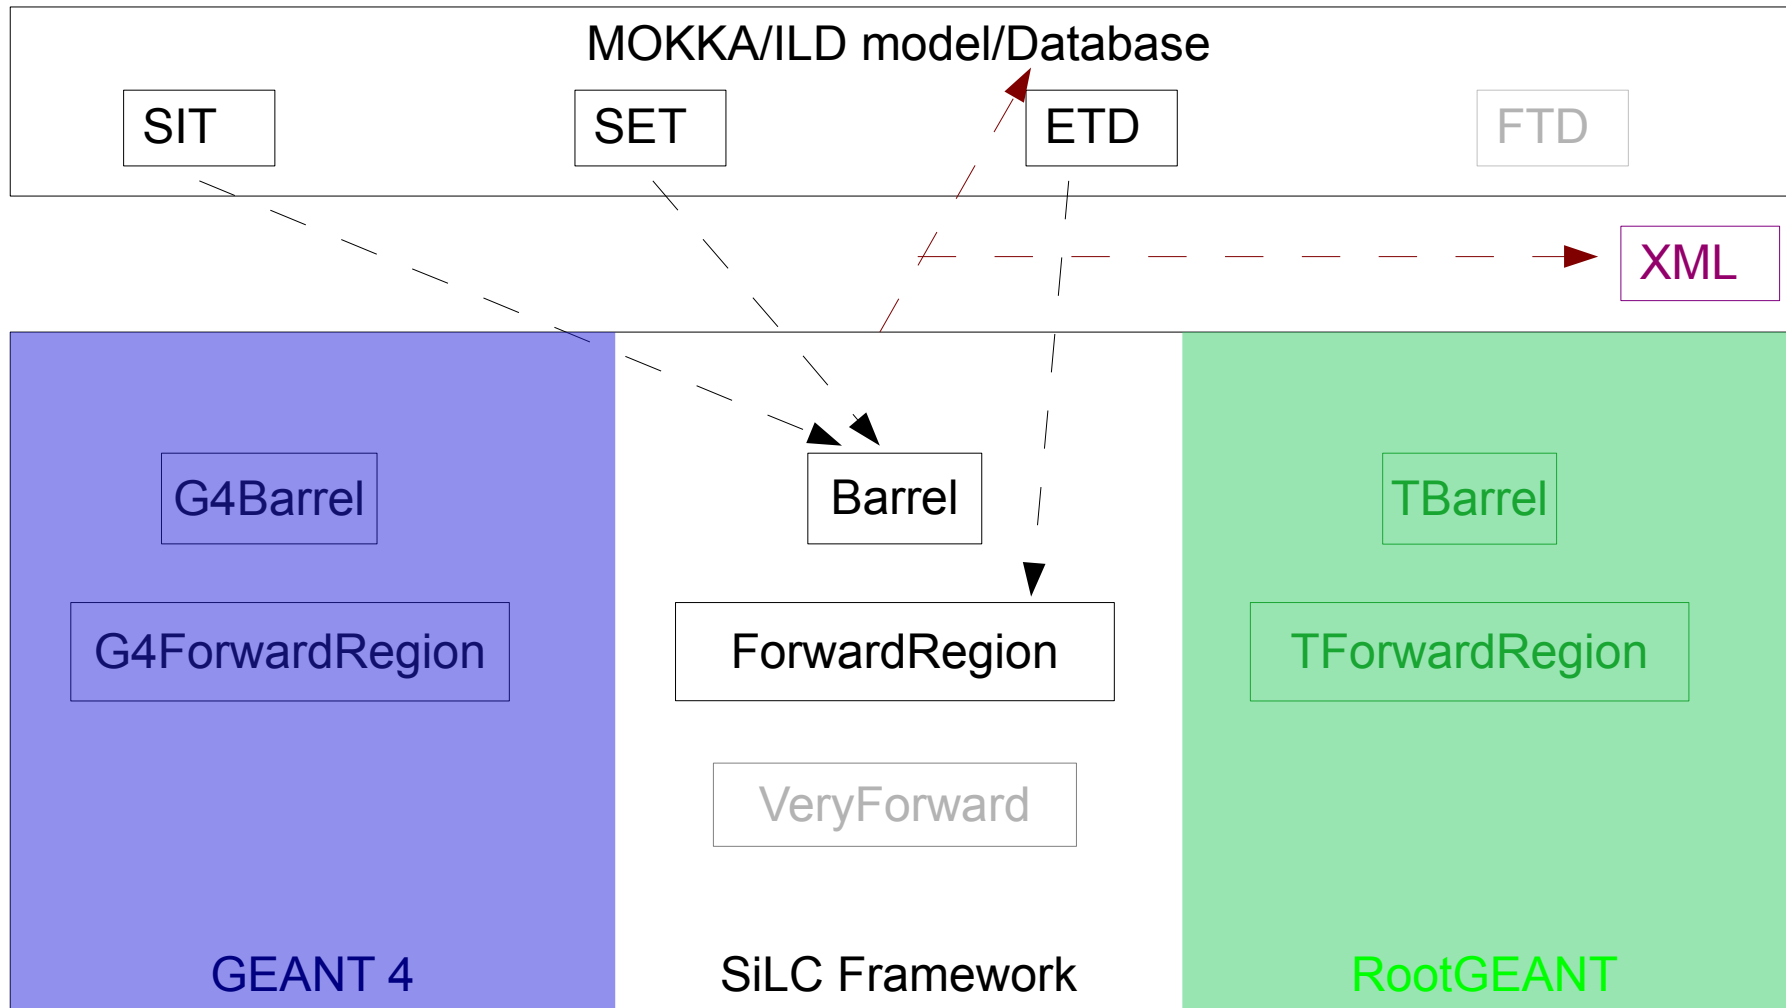 MOKKA/ILD model/Database
SIT
SET
ETD
FTD
XML
G4Barrel
Barrel
TBarrel
G4ForwardRegion
ForwardRegion
TForwardRegion
VeryForward
GEANT 4
SiLC Framework
RootGEANT